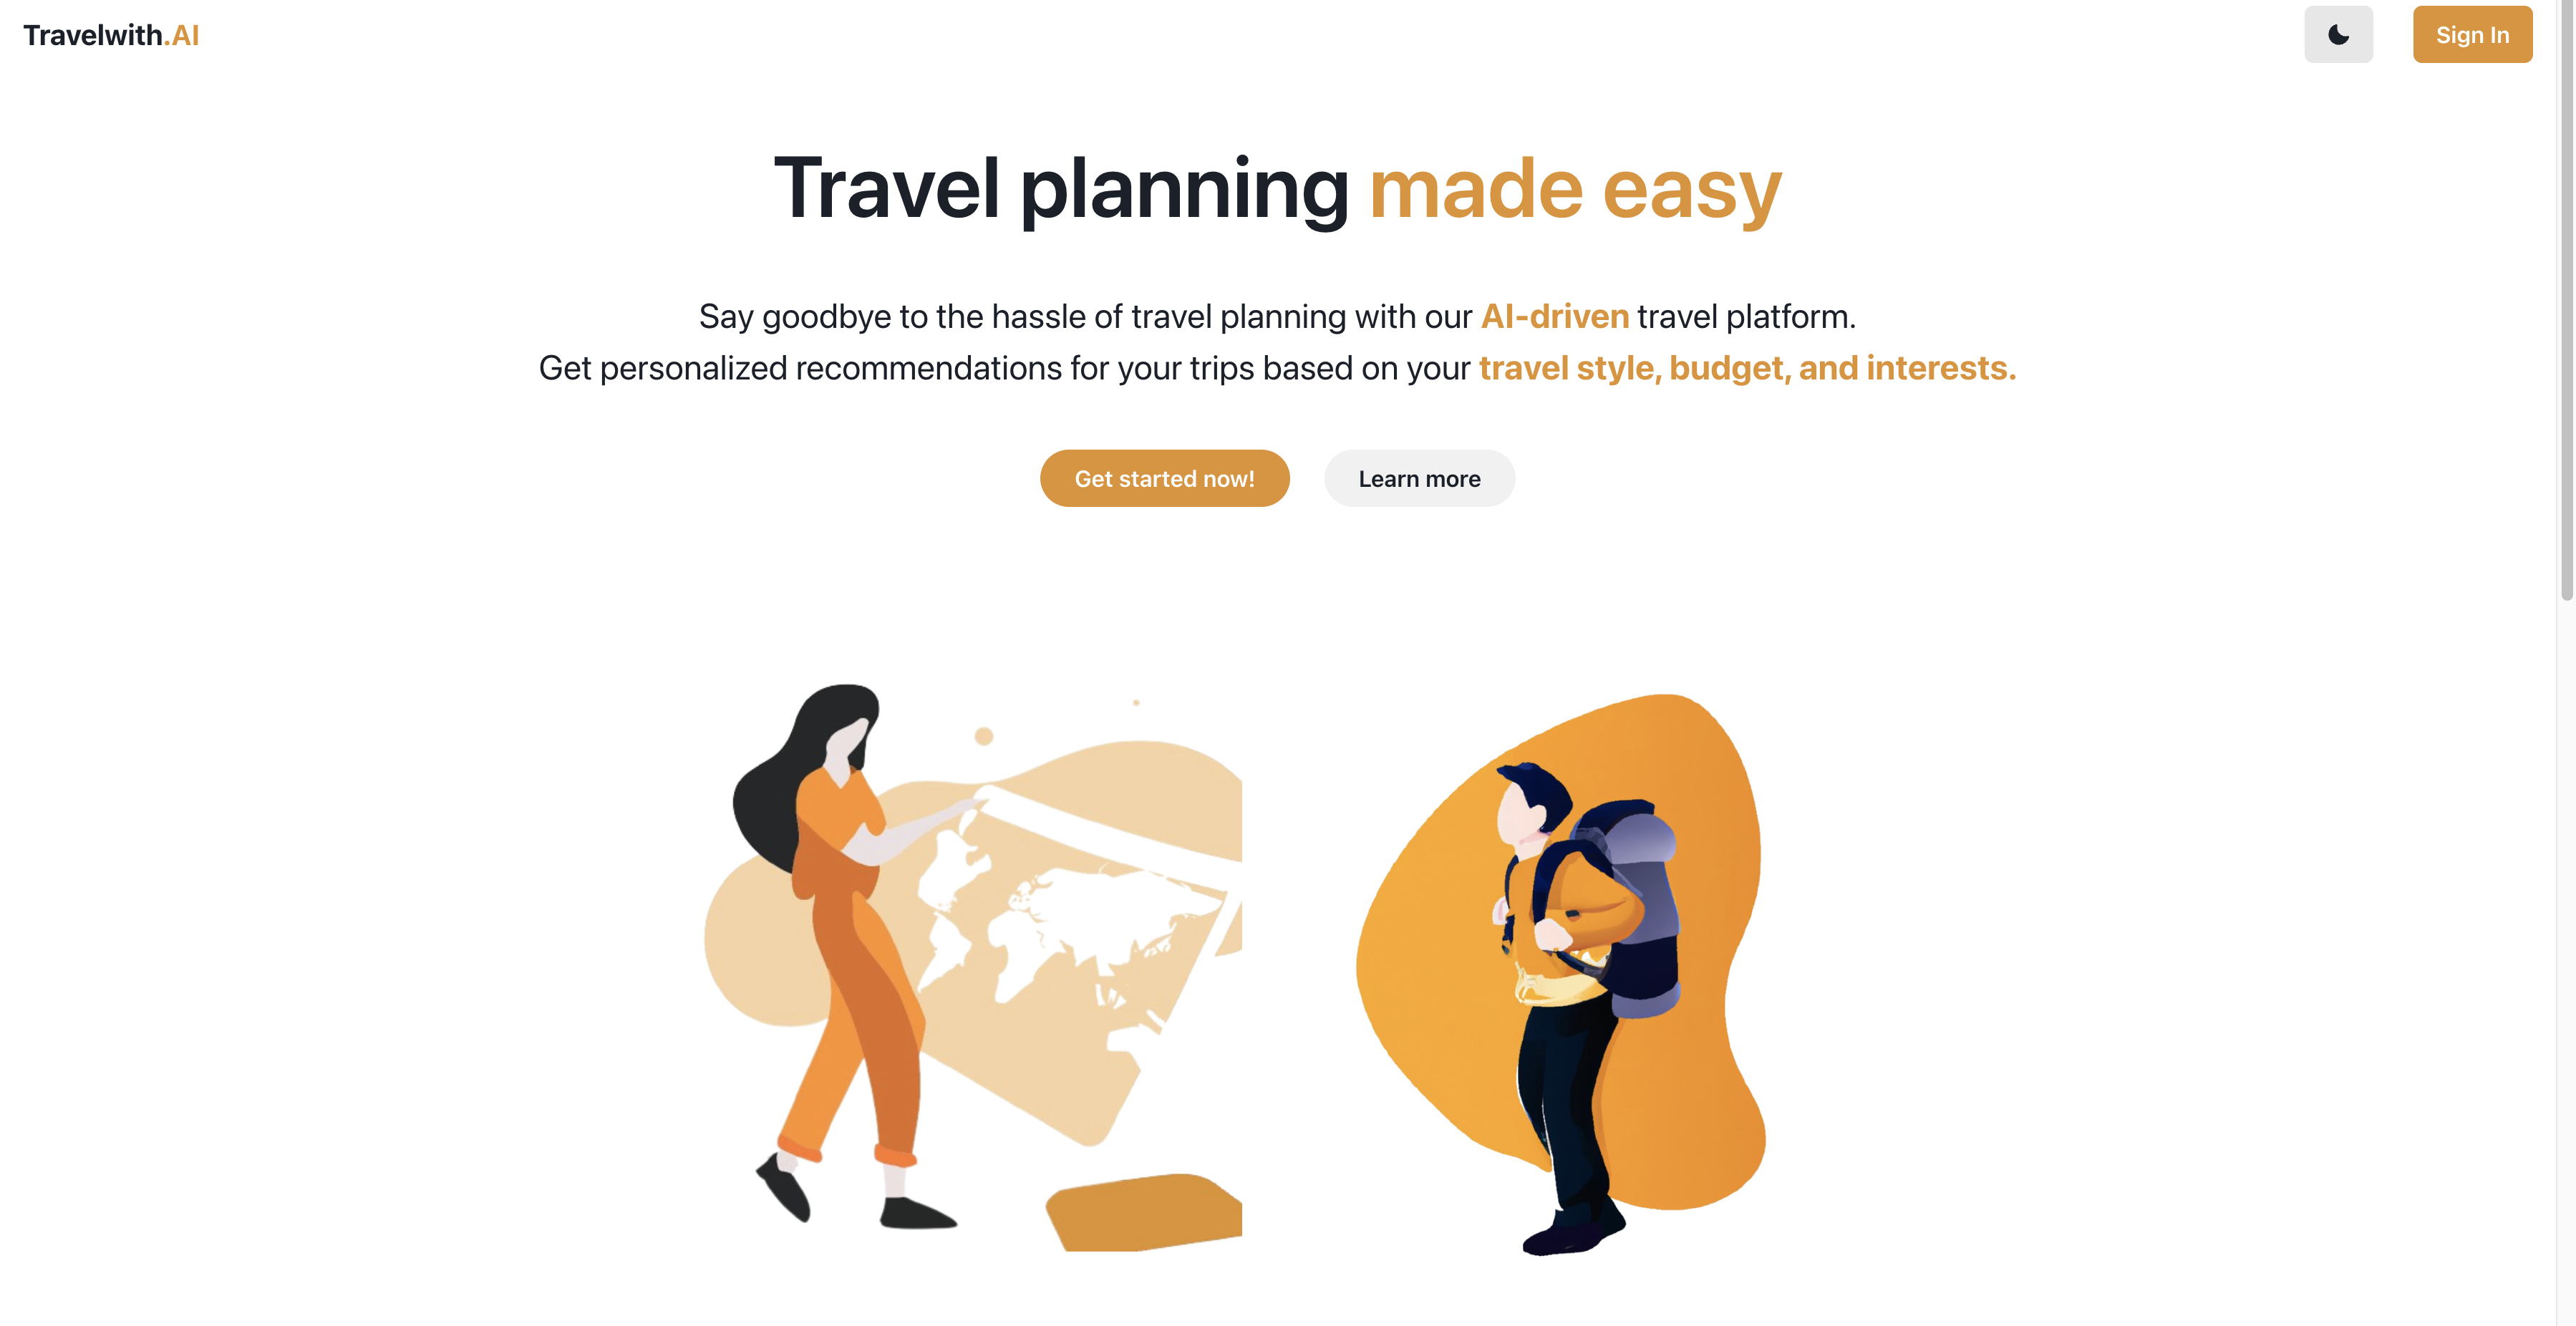 Travelwith.AI
Sign In
Travel planning made easy
Say goodbye to the hassle of travel planning with our AI-driven travel platform.
Get personalized recommendations for your trips based on your travel style, budget, and interests.
Get started now!
Learn more